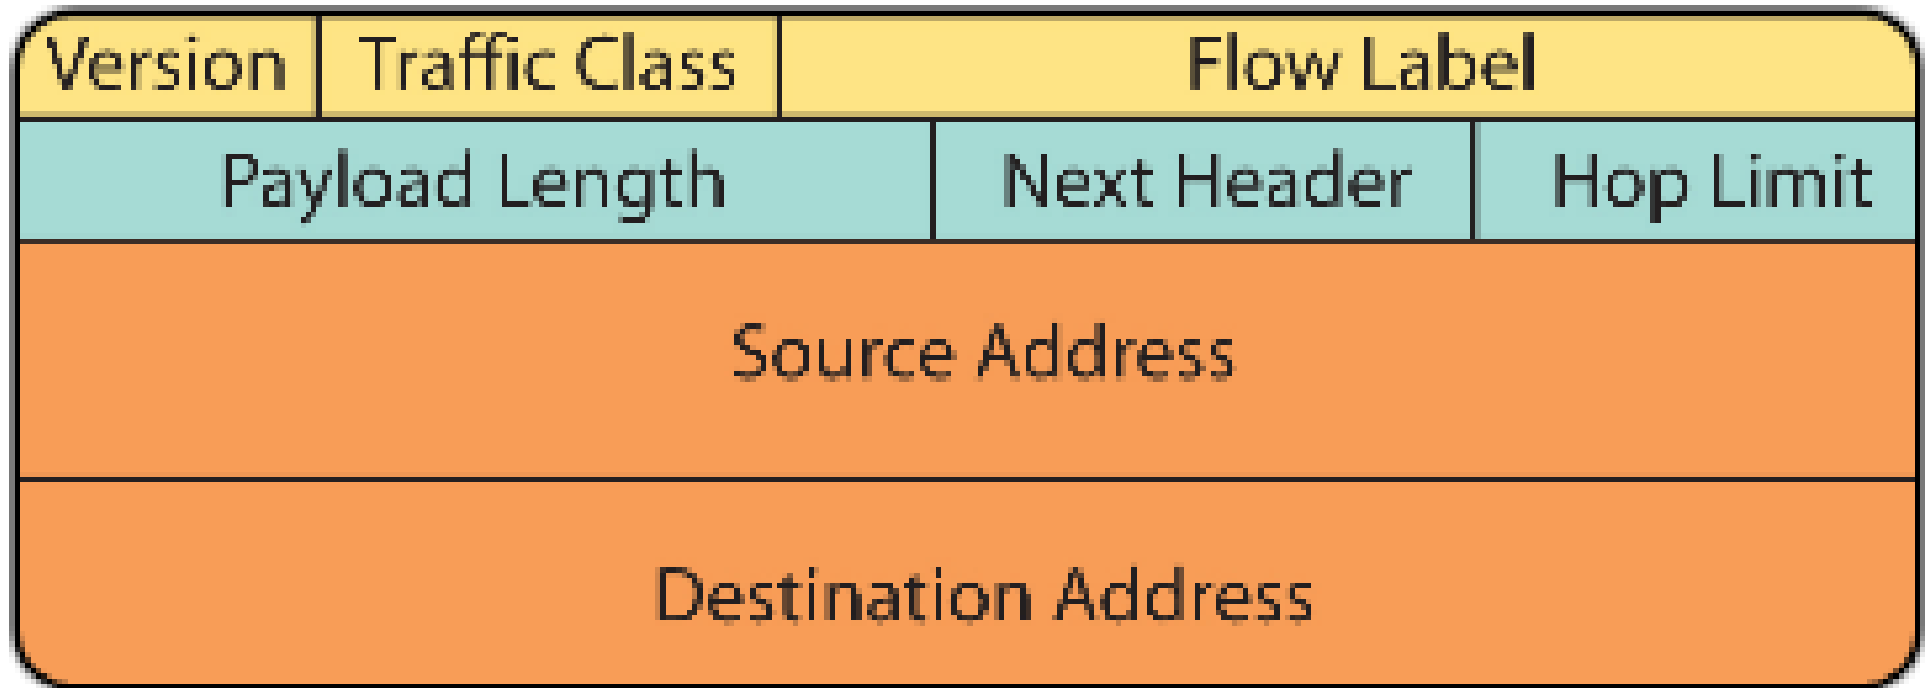 Version Traffic Class Flow Label
Payload Length Next Header Hop Limit
Source Address
Destination Address